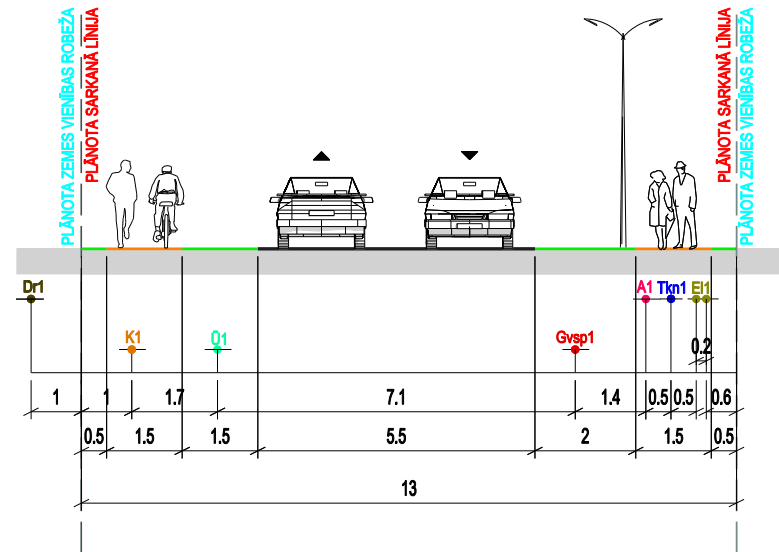 PLĀNOTA ZEMES VIENĪBAS ROBEŽA
PLĀNOTA SARKANĀ LĪNIJA
PLĀNOTA SARKANĀ LĪNIJA
PLĀNOTA ZEMES VIENĪBAS ROBEŽA
Dr1 A1 Tkn1 El1
K1 Ū1 Gvsp1 0.2
1 1 1.7 7.1 1.4 0.5 0.5 0.6
0.5 1.5 1.5 5.5 2 1.5 0.5
13